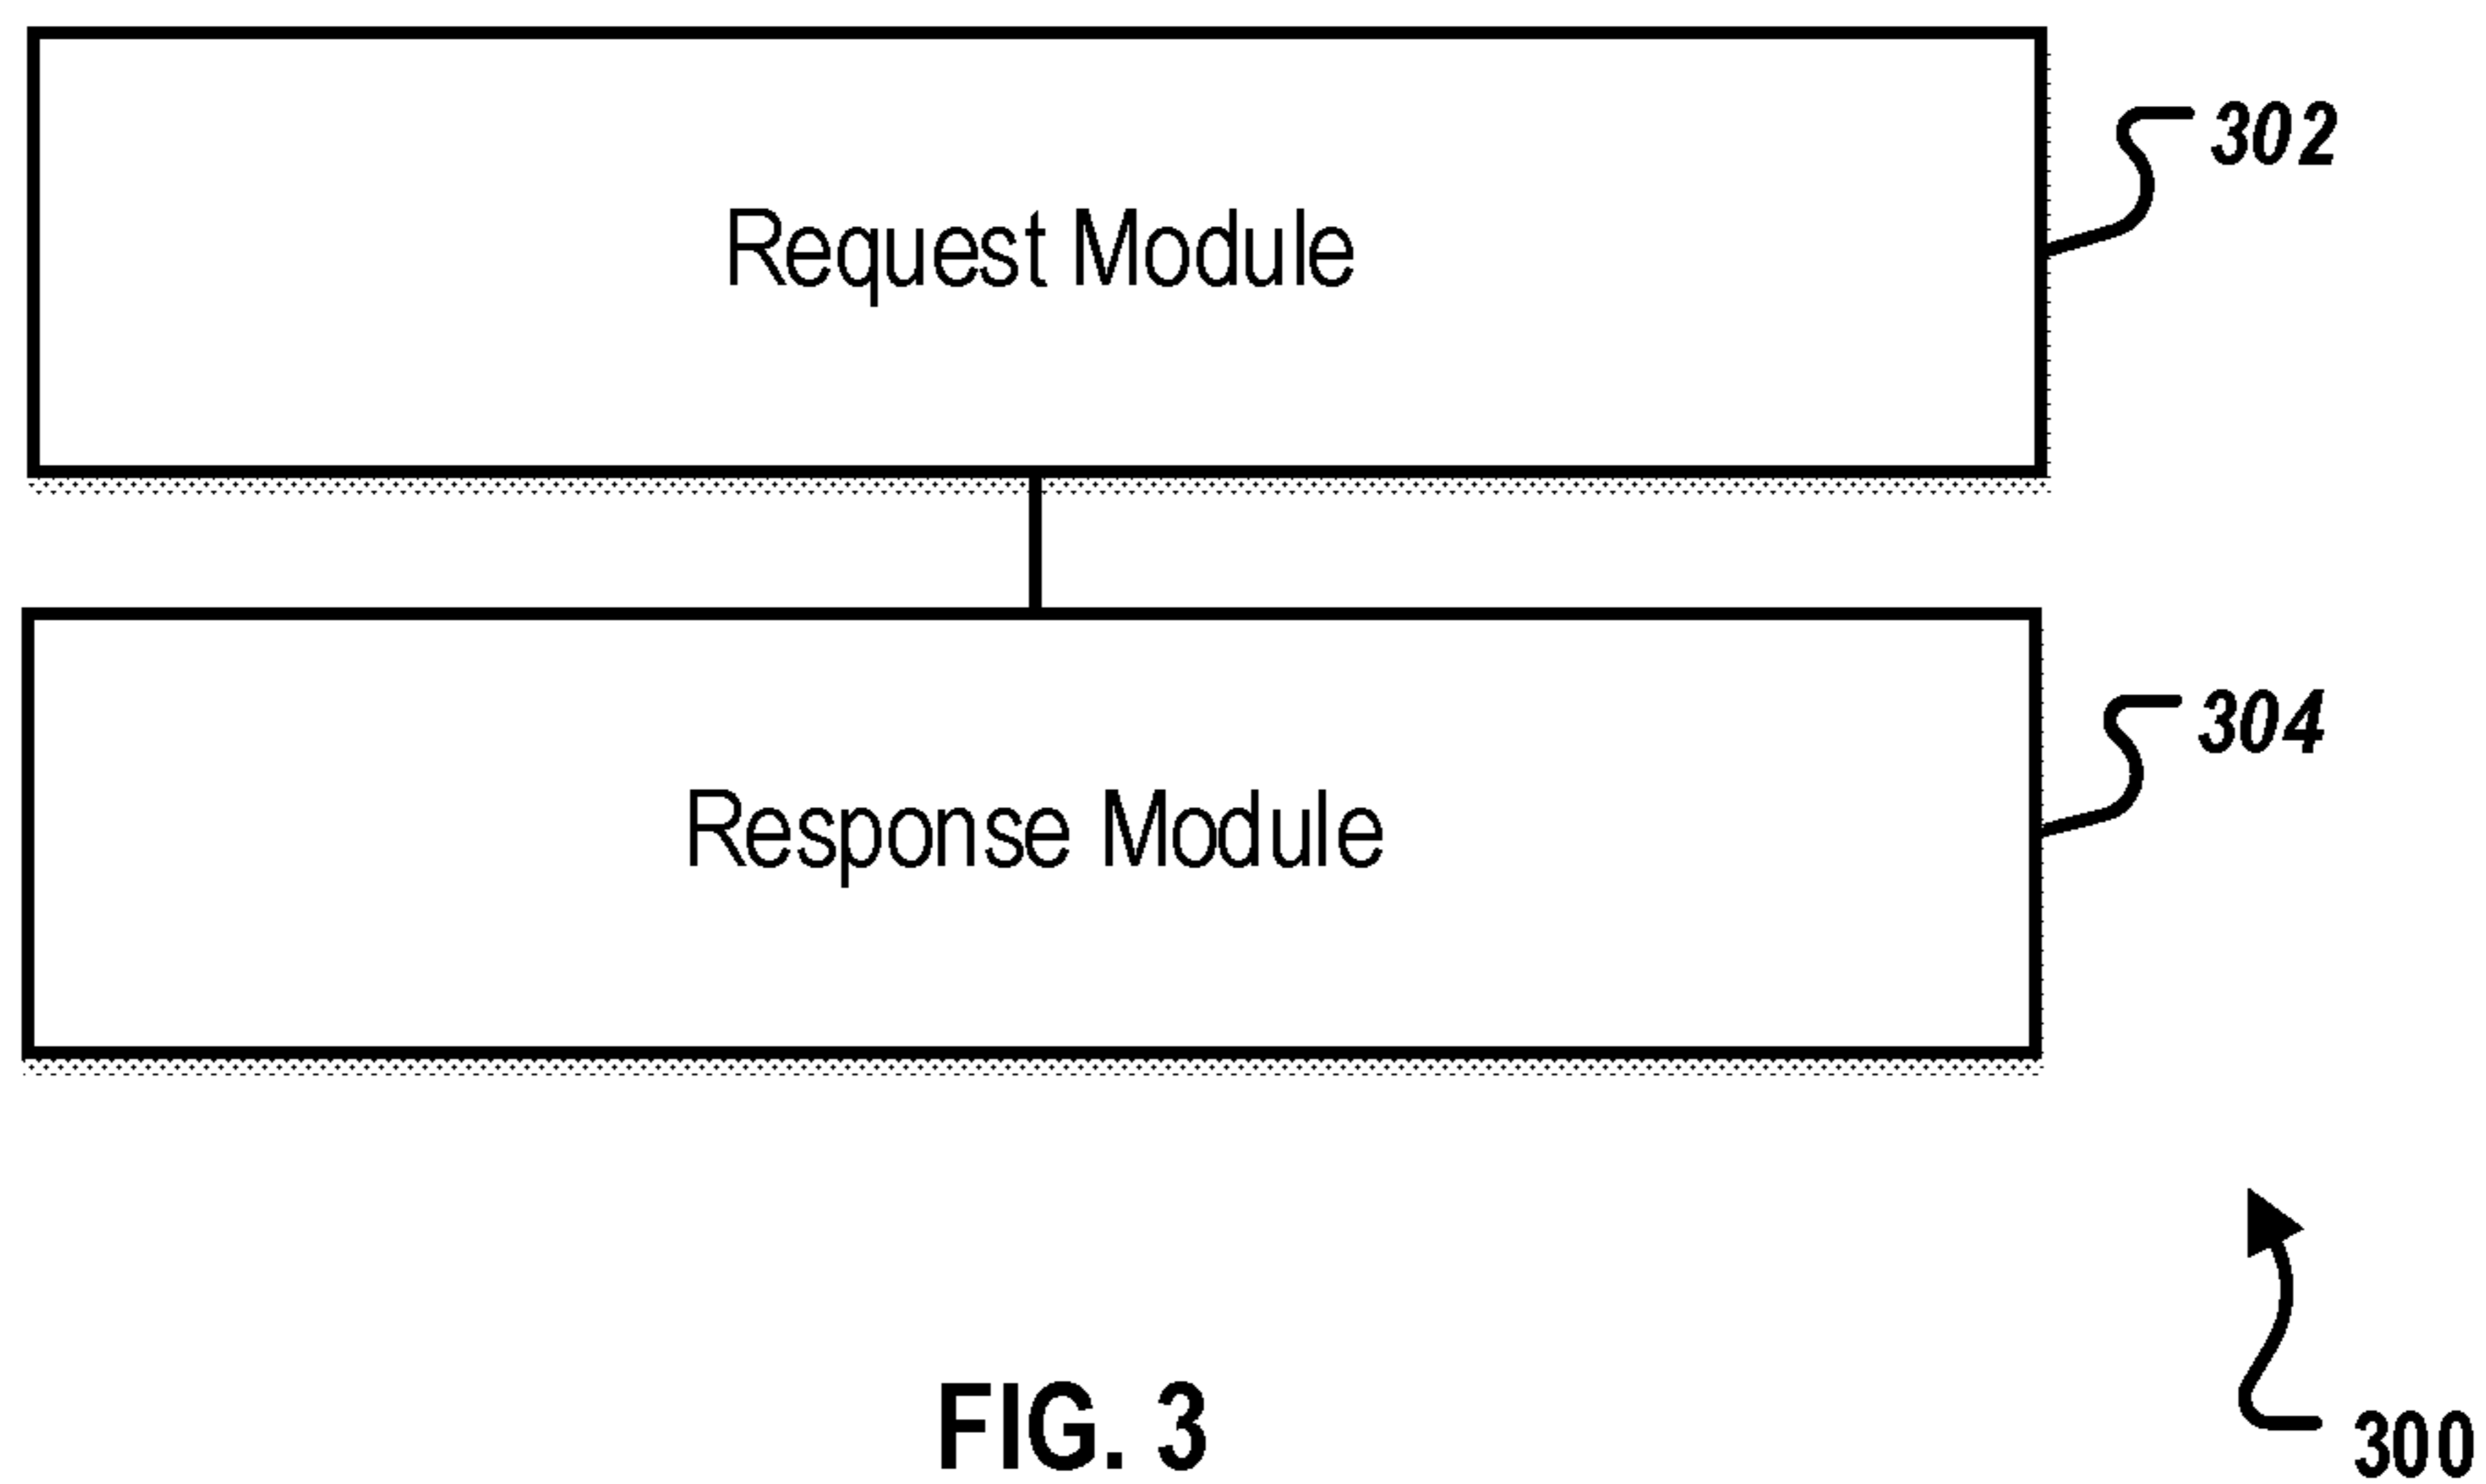 Request Module
302
Response Module
304
FIG. 3
300